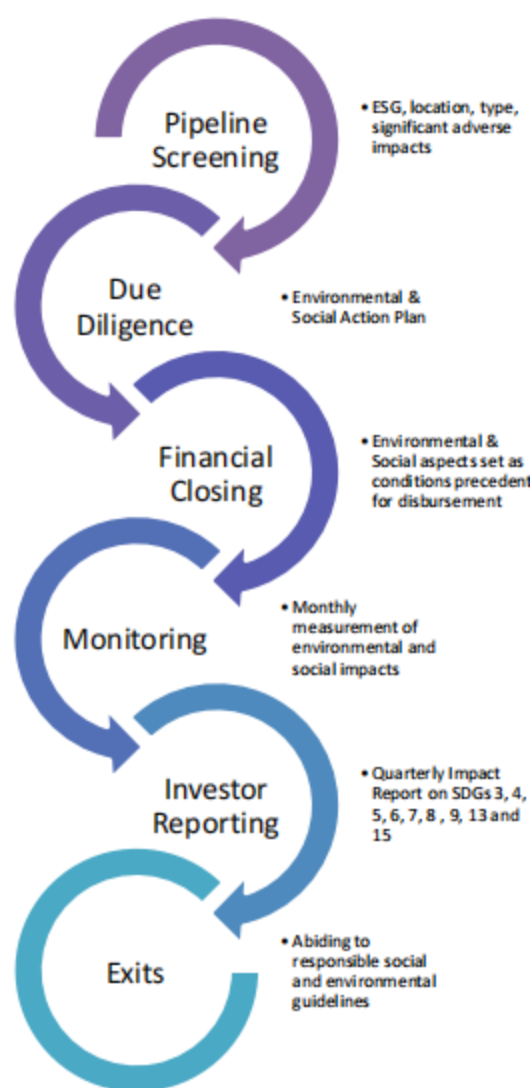 Pipeline
Screening
• ESG, location, type,
significant adverse
impacts
Due
Diligence
• Environmental &
Social Action Plan
Financial
Closing
• Environmental &
Social aspects set as
conditions precedent
for disbursement
Monitoring
• Monthly
measurement of
environmental and
social impacts
Investor
Reporting
• Quarterly Impact
Report on SDGs 3, 4,
5, 6, 7, 8 , 9, 13 and
15
Exits
• Abiding to
responsible social
and environmental
guidelines